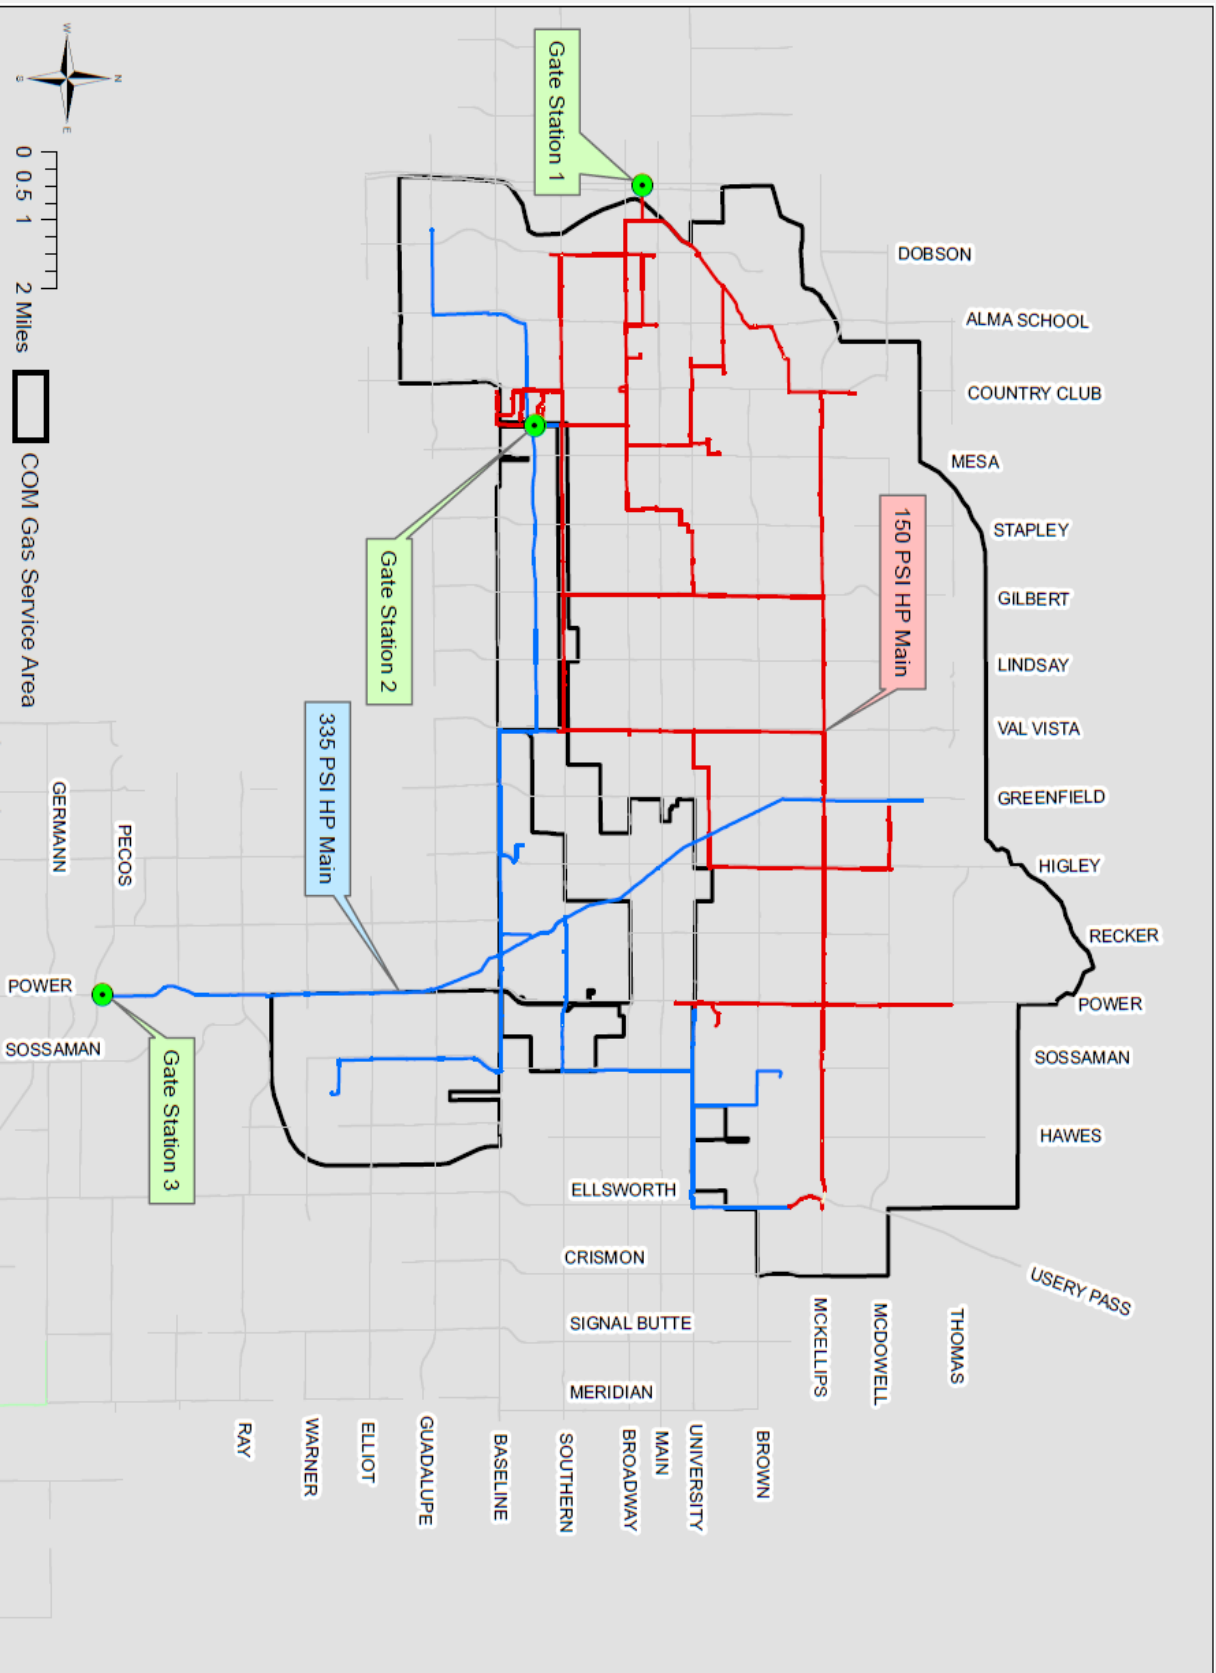 W
N
S
E
0 0.5 1 2 Miles
COM Gas Service Area
Gate Station 1
Gate Station 2
Gate Station 3
150 PSI HP Main
335 PSI HP Main
DOBSON
ALMA SCHOOL
COUNTRY CLUB
MESA
STAPLEY
GILBERT
LINDSAY
VAL VISTA
GREENFIELD
HIGLEY
RECKER
POWER
SOSSAMAN
HAWES
USERY PASS
ELLSWORTH
CRISMON
SIGNAL BUTTE
MERIDIAN
THOMAS
MCDOWELL
MCKELLIPS
BROWN
UNIVERSITY
MAIN
BROADWAY
SOUTHERN
BASELINE
GUADALUPE
ELLIOT
WARNER
RAY
PECOS
GERMANN
POWER
SOSSAMAN